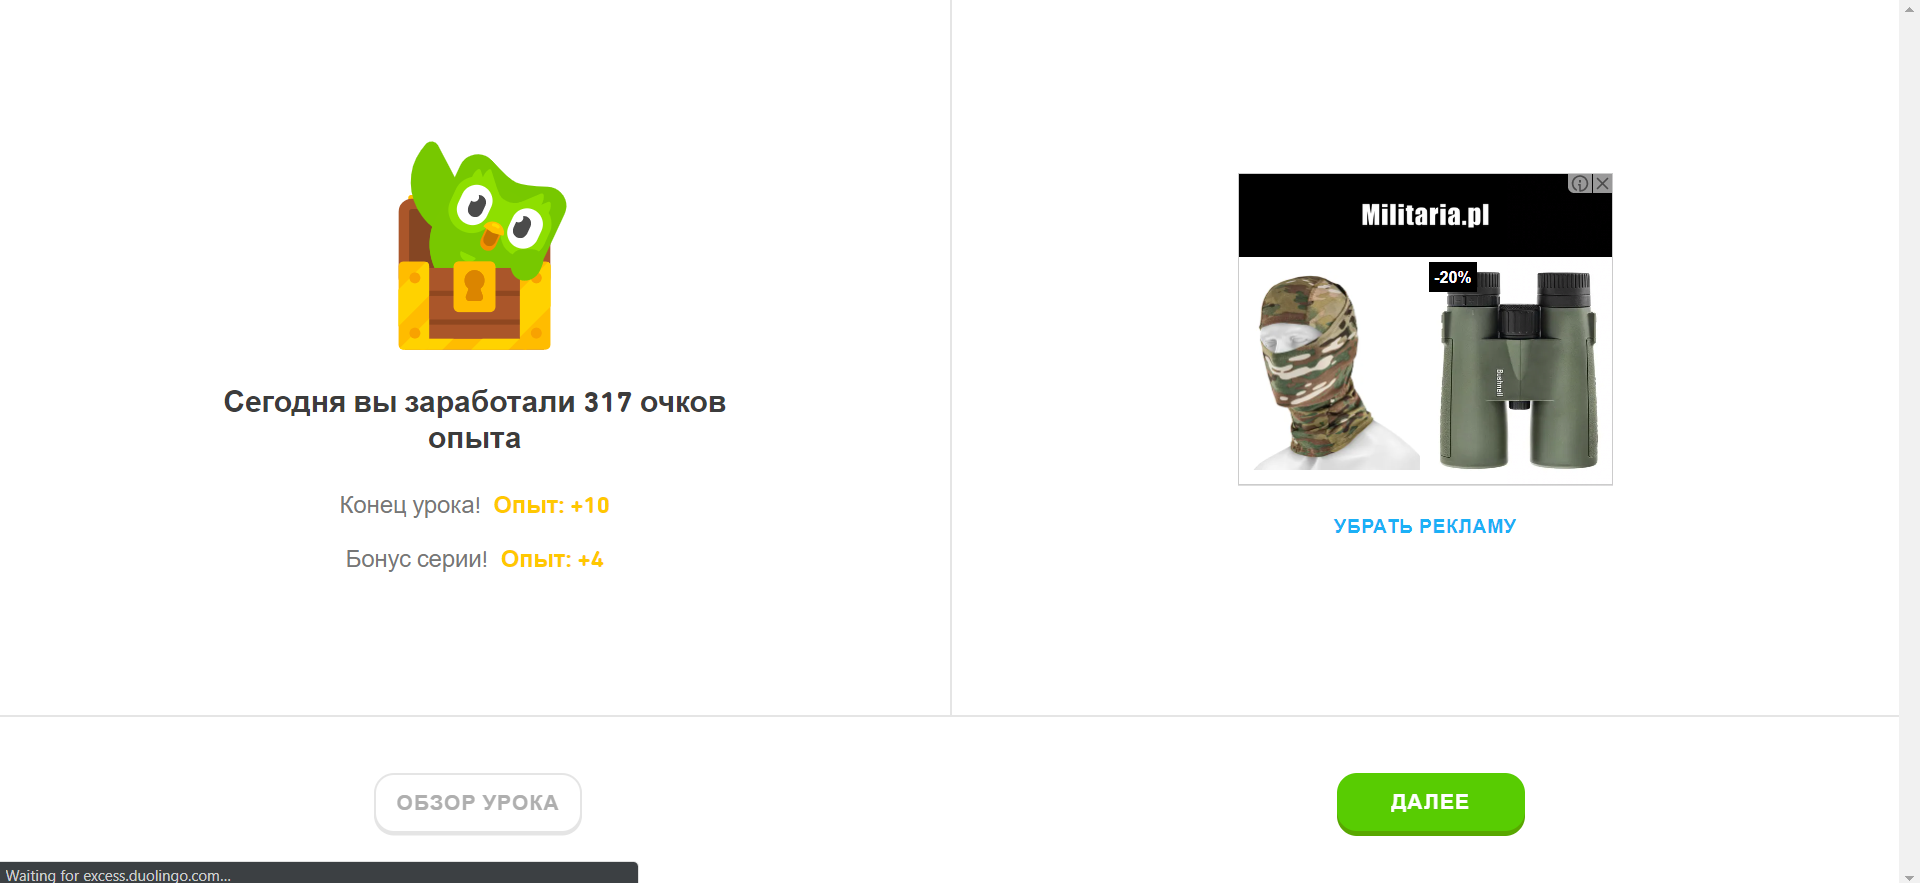 Сегодня вы заработали 317 очков
опыта
Конец урока! Опыт: +10
Бонус серии! Опыт: +4
Militaria.pl
-20%
Bushnell
УБРАТЬ РЕКЛАМУ
ОБЗОР УРОКА
ДАЛЕЕ
Waiting for excess.duolingo.com...